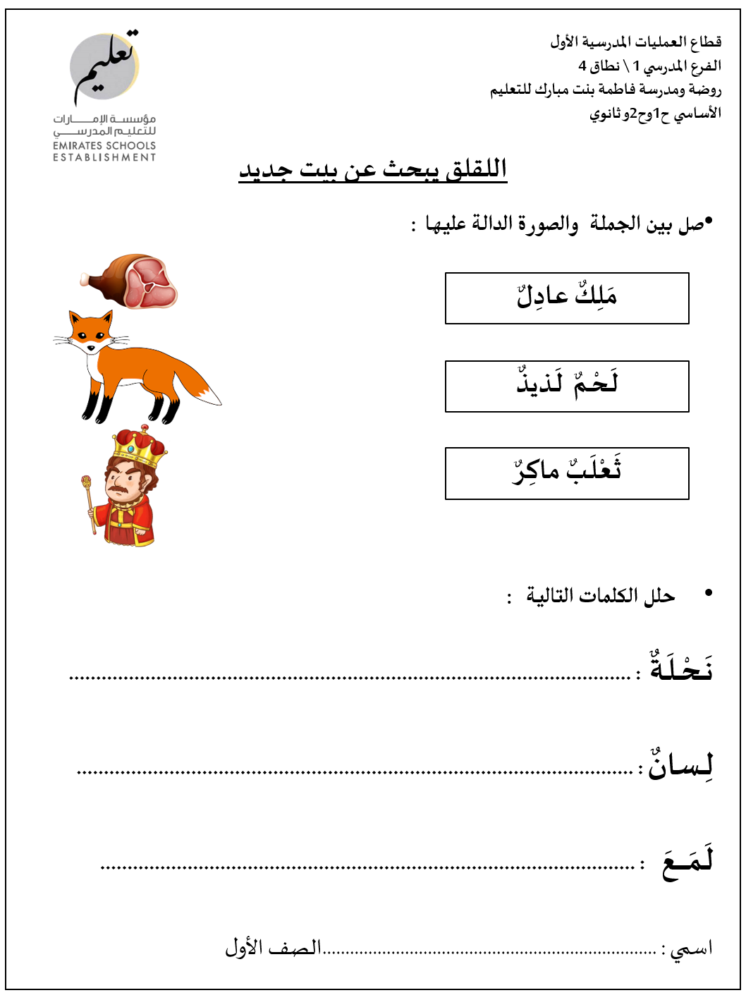 قطاع العمليات المدرسية الأول
الفرع المدرسي 1 \ نطاق 4
روضة ومدرسة فاطمة بنت مبارك للتعليم
الأساسي ح1وح2و ثانوي
تعليم
مؤسسة الإمارات
للتعليم المدرسي
EMIRATES SCHOOLS
ESTABLISHMENT
اللقلق يبحث عن بيت جديد
•صل بين الجملة والصورة الدالة عليها :
مَلِكٌ عادِلٌ
لَحْمٌ لَذيذٌ
ثَعْلَبٌ ماكِرٌ
• حلل الكلمات التالية :
نَحْلَةٌ : ........................................................................................................
لِسانٌ : ........................................................................................................
لَمَعَ : ...................................................................................................
اسمي : ........................................................................الصف الأول